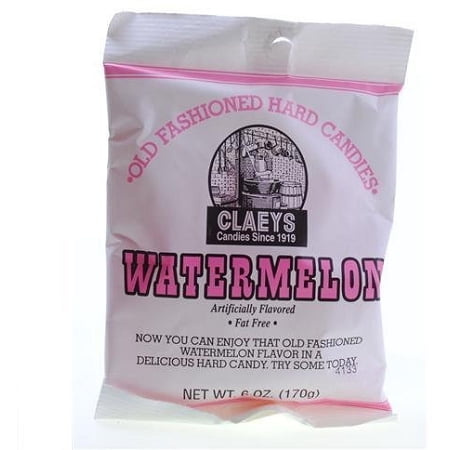 •OLD FASHIONED HARD CANDIES•
CLAEYS
Candies Since 1919
WATERMELON
Artificially Flavored
• Fat Free •
NOW YOU CAN ENJOY THAT OLD FASHIONED
WATERMELON FLAVOR IN A
DELICIOUS HARD CANDY. TRY SOME TODAY.
4133
NET WT. 6 OZ. (170g)